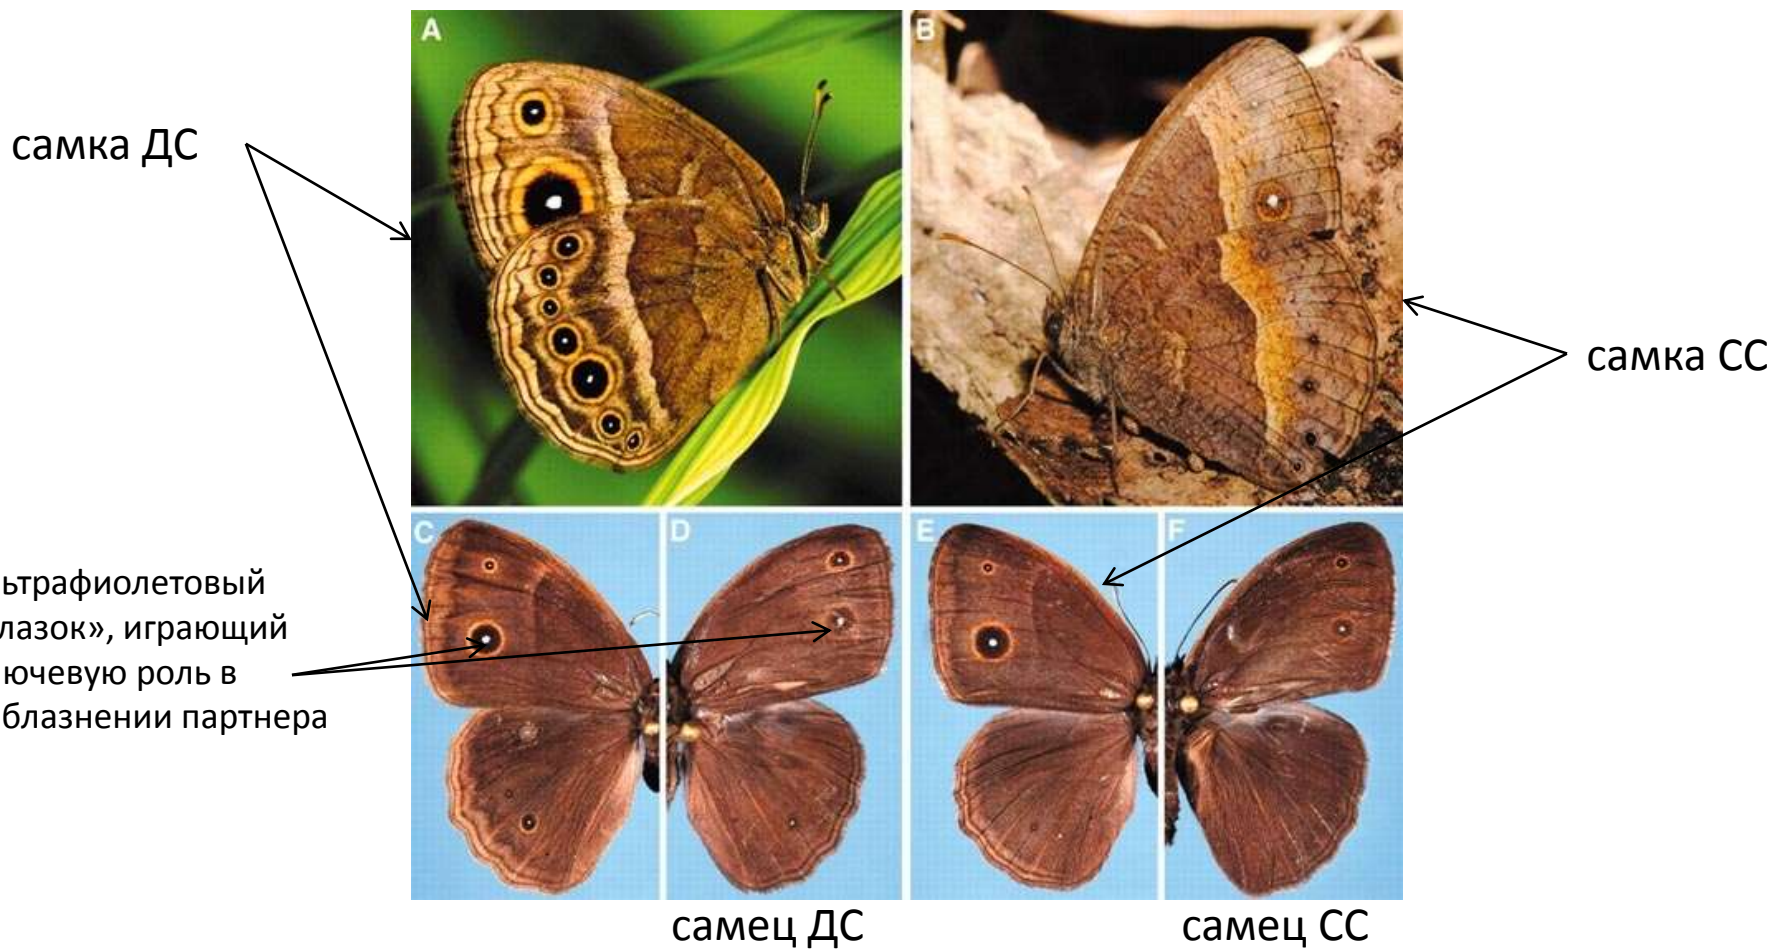 A
B
самка ДС
самка СС
C
D
E
F
ьтрафиолетовый
лазок», играющий
ючевую роль в
блазнении партнера
самец ДС
самец СС